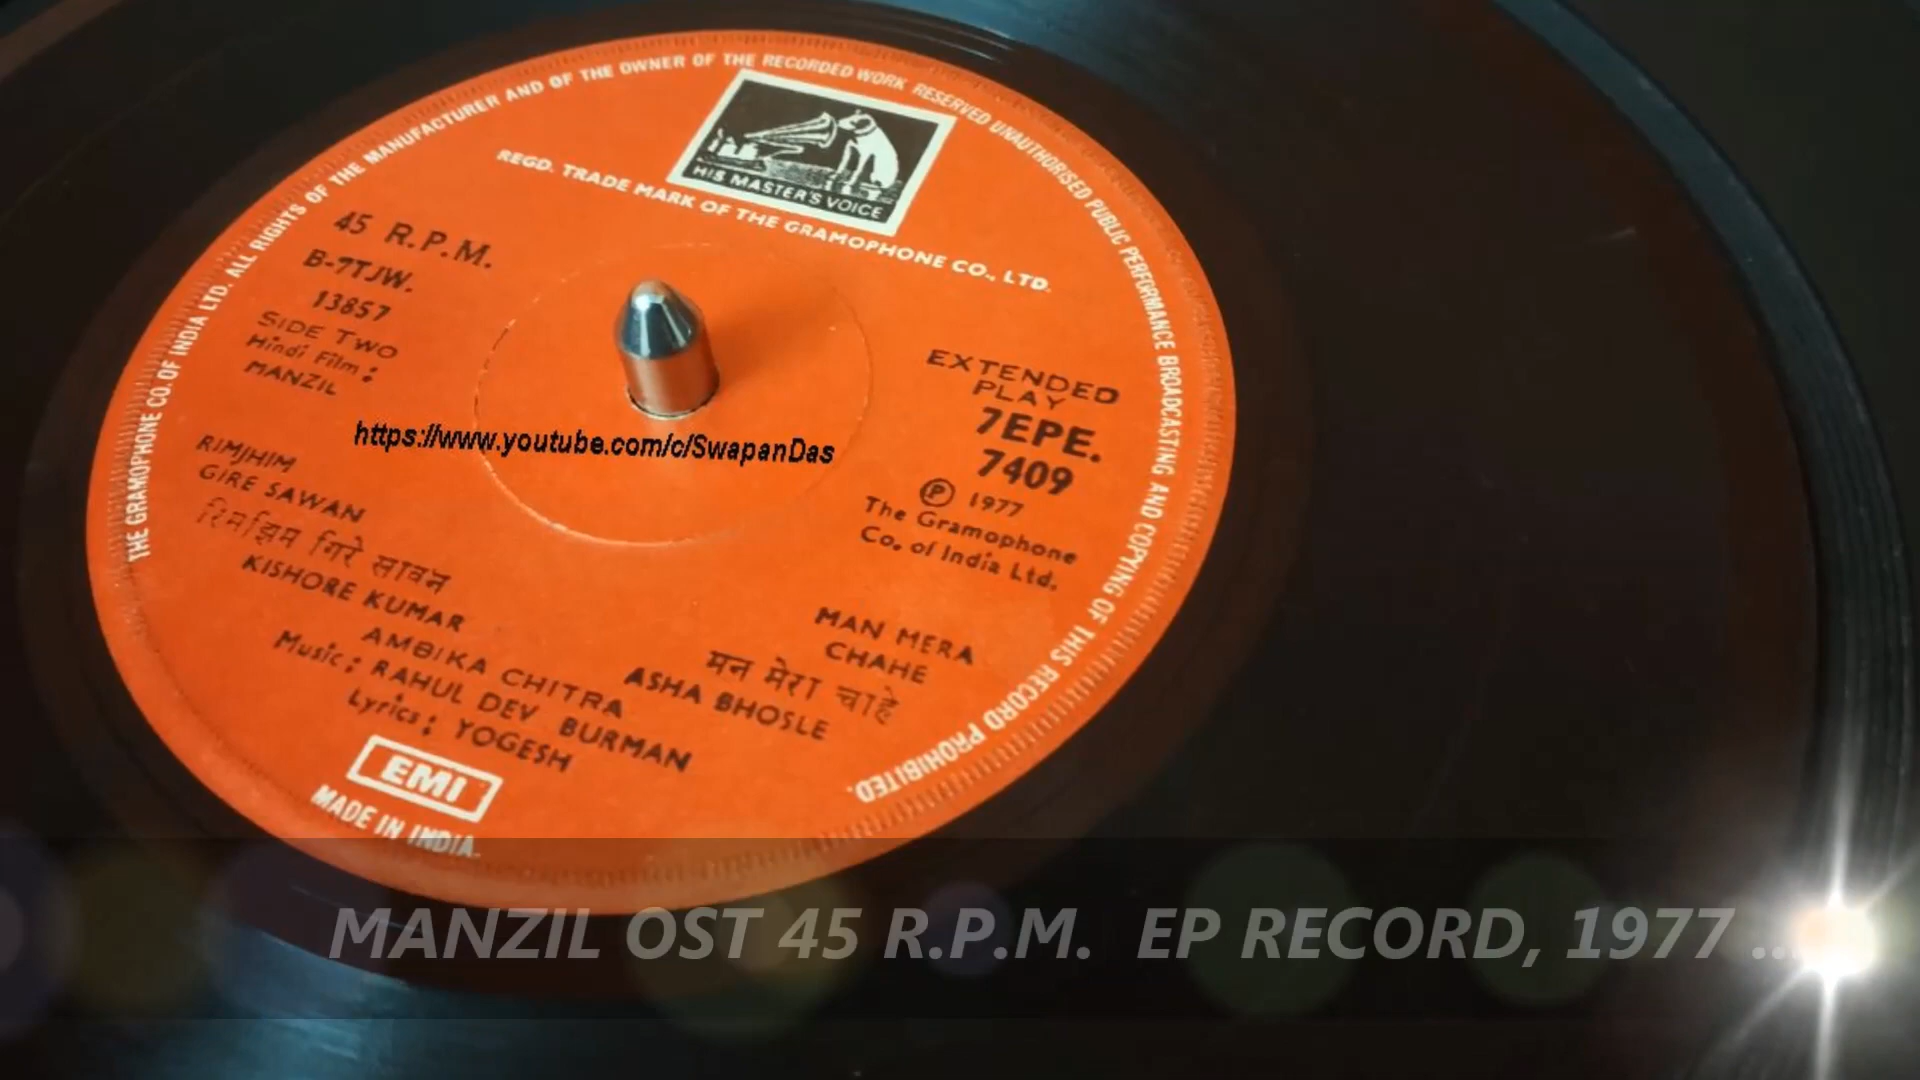 THE GRAMOPHONE CO. OF INDIA LTD. ALL RIGHTS OF THE MANUFACTURER AND OF THE OWNER OF THE RECORDED WORK RESERVED UNAUTHORISED PUBLIC PERFORMANCE BROADCASTING AND COPYING OF THIS RECORD PROHIBITED.
HIS MASTER'S VOICE
REGD. TRADE MARK OF THE GRAMOPHONE CO., LTD.
45 R.P.M.
B-7TJW.
13857
SIDE TWO
Hindi Film:
MANZIL
EXTENDED
PLAY
7EPE.
7409
℗ 1977
The Gramophone
Co. of India Ltd.
https://www.youtube.com/c/SwapanDas
RIMJHIM
GIRE SAWAN
रिमझिम गिरे सावन
KISHORE KUMAR
MAN MERA
CHAHE
मन मेरा चाहे
ASHA BHOSLE
AMBIKA CHITRA
Music: RAHUL DEV BURMAN
Lyrics: YOGESH
EMI
MADE IN INDIA.
MANZIL OST 45 R.P.M. EP RECORD, 1977 ...